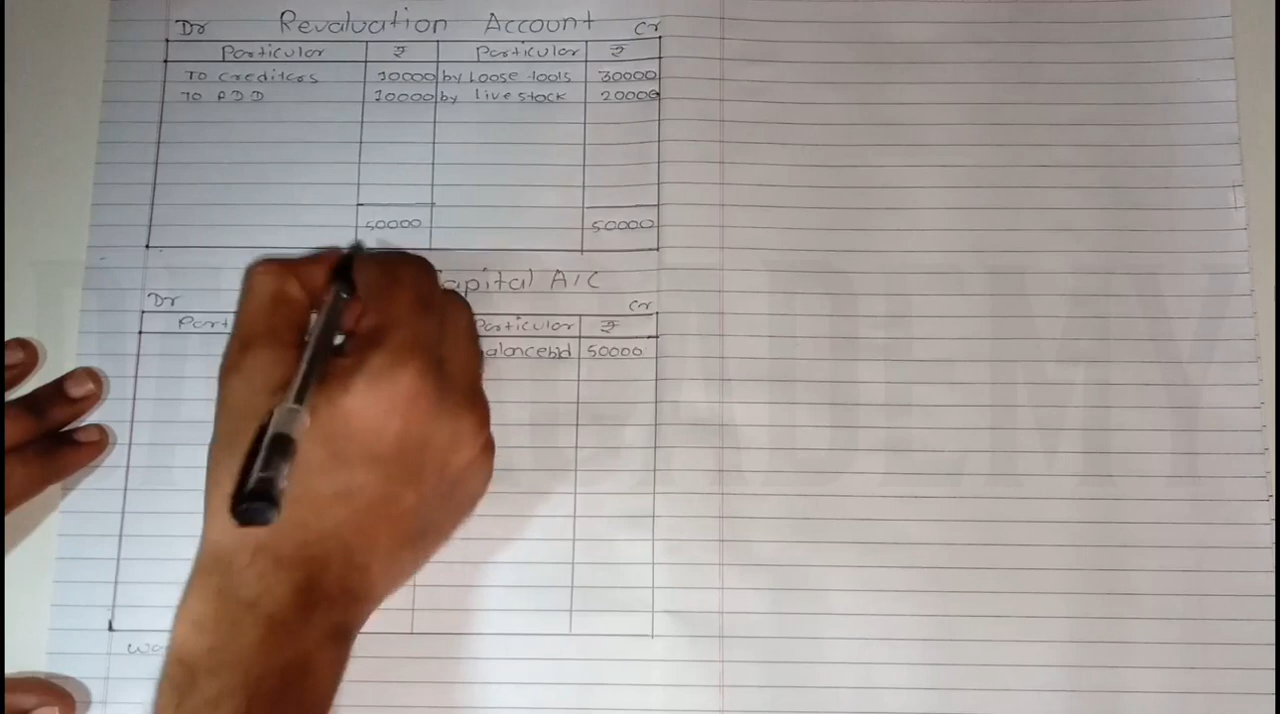 Dr Revaluation Account Cr
Particular ₹ Particular ₹
To Creditors 10000 by Loose tools 30000
To PDD 10000 by live stock 20000
50000 50000
apital A/C
Dr Cr
Part Particular ₹
alance b/d 50000